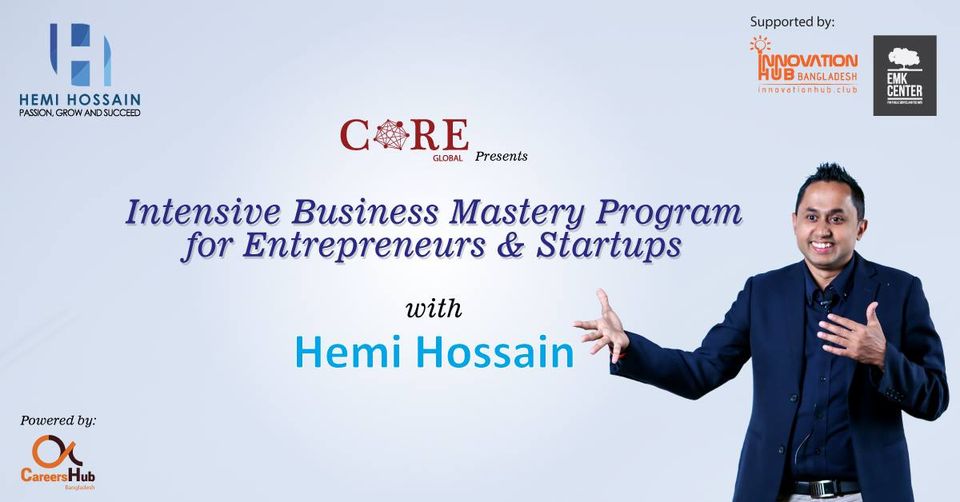 HEMI HOSSAIN
PASSION, GROW AND SUCCEED
Supported by:
INNOVATION
HUB BANGLADESH
innovationhub.club
EMK
CENTER
CORE
GLOBAL
Presents
Intensive Business Mastery Program
for Entrepreneurs & Startups
with
Hemi Hossain
Powered by:
CareersHub
Bangladesh